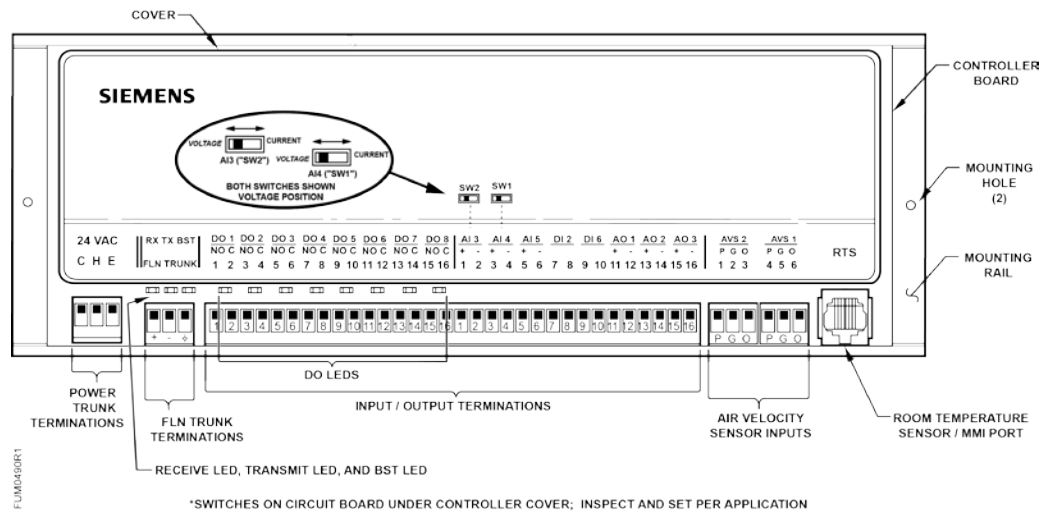 COVER
CONTROLLER
BOARD
SIEMENS
VOLTAGE
CURRENT
AI3 ("SW2")
VOLTAGE
CURRENT
AI4 ("SW1")
BOTH SWITCHES SHOWN
VOLTAGE POSITION
SW2 SW1
MOUNTING
HOLE
(2)
24 VAC
C H E
RX TX BST
FLN TRUNK
DO 1 DO 2 DO 3 DO 4 DO 5 DO 6 DO 7 DO 8 AI 3 AI 4 AI 5 DI 2 DI 6 AO 1 AO 2 AO 3
NO C NO C NO C NO C NO C NO C NO C NO C + - + - + - + - + - + -
1 2 3 4 5 6 7 8 9 10 11 12 13 14 15 16 1 2 3 4 5 6 7 8 9 10 11 12 13 14 15 16
AVS 2 AVS 1
P G O P G O
1 2 3 4 5 6
RTS
MOUNTING
RAIL
1 2 3 4 5 6 7 8 9 10 11 12 13 14 15 16 1 2 3 4 5 6 7 8 9 10 11 12 13 14 15 16
+ -
P G O P G O
DO LEDS
POWER
TRUNK
TERMINATIONS
FLN TRUNK
TERMINATIONS
INPUT / OUTPUT TERMINATIONS
AIR VELOCITY
SENSOR INPUTS
ROOM TEMPERATURE
SENSOR / MMI PORT
RECEIVE LED, TRANSMIT LED, AND BST LED
FUM0490R1
*SWITCHES ON CIRCUIT BOARD UNDER CONTROLLER COVER; INSPECT AND SET PER APPLICATION